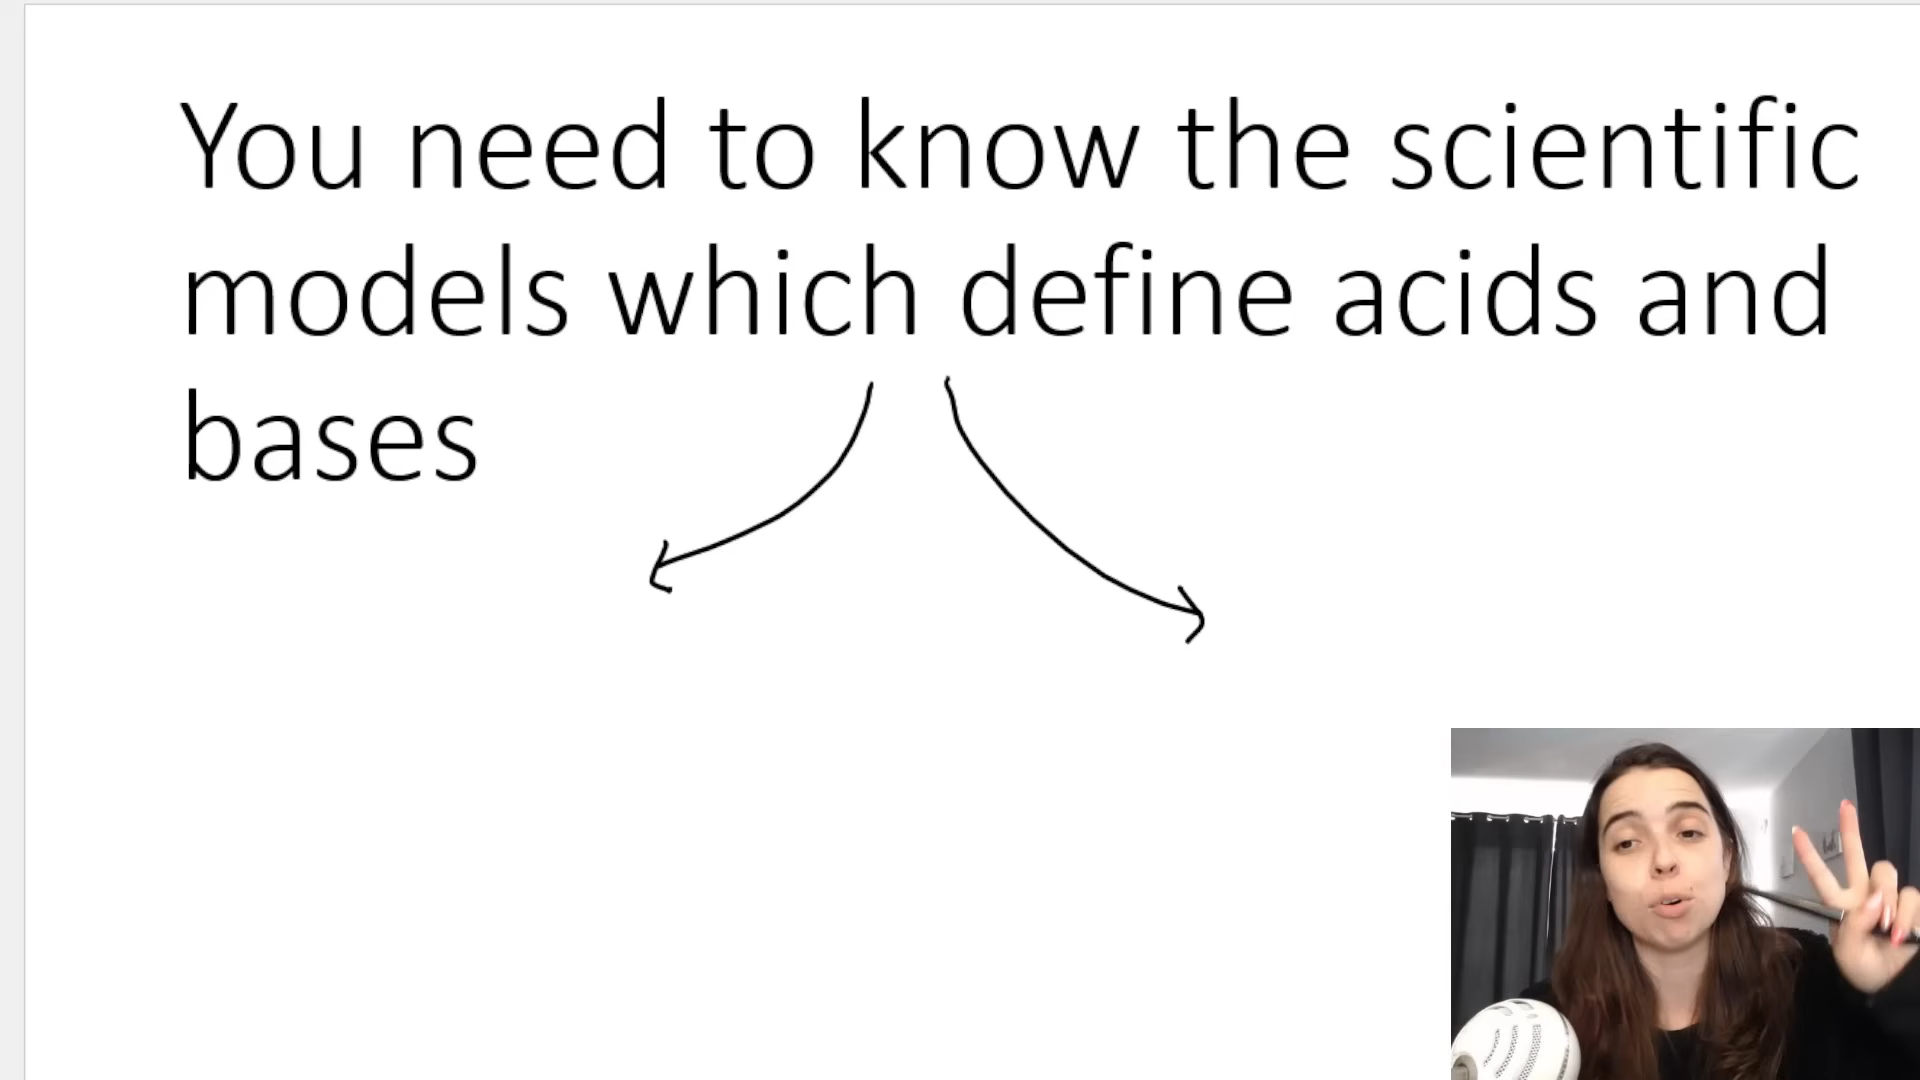 You need to know the scientific
models which define acids and
bases